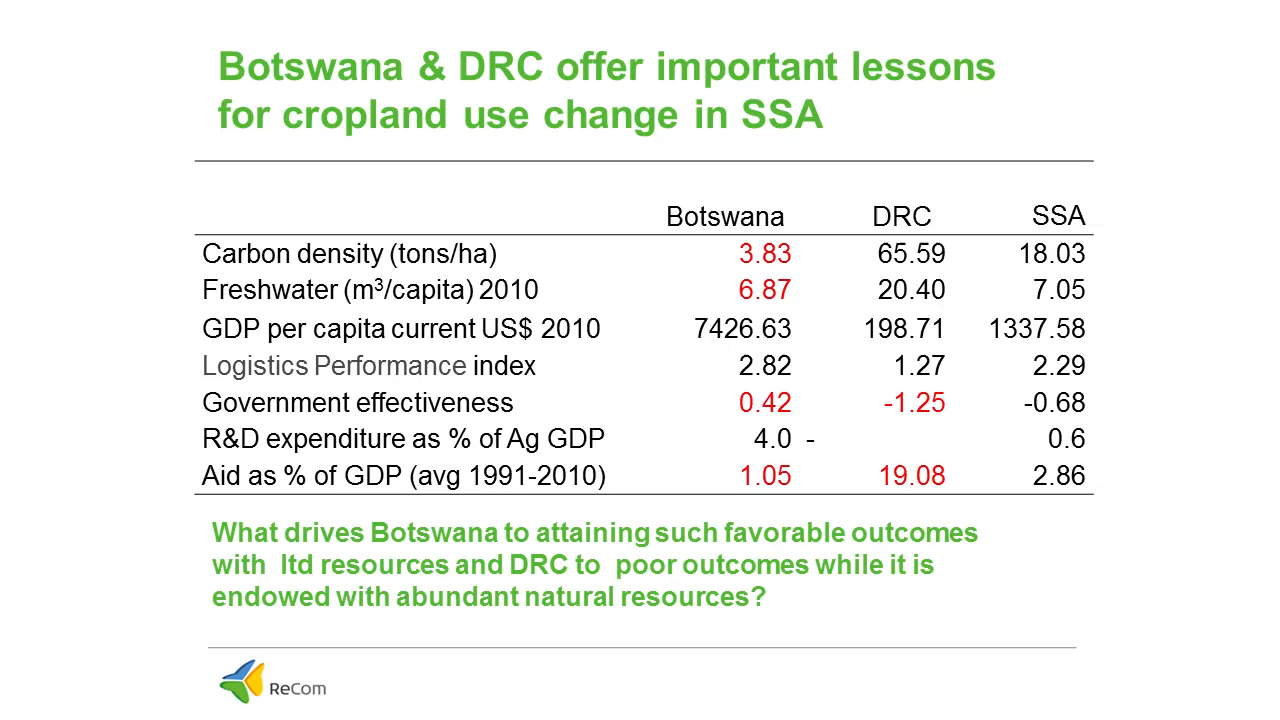 Botswana & DRC offer important lessons
for cropland use change in SSA
Botswana DRC SSA
Carbon density (tons/ha) 3.83 65.59 18.03
Freshwater (m³/capita) 2010 6.87 20.40 7.05
GDP per capita current US$ 2010 7426.63 198.71 1337.58
Logistics Performance index 2.82 1.27 2.29
Government effectiveness 0.42 -1.25 -0.68
R&D expenditure as % of Ag GDP 4.0 - 0.6
Aid as % of GDP (avg 1991-2010) 1.05 19.08 2.86
What drives Botswana to attaining such favorable outcomes
with ltd resources and DRC to poor outcomes while it is
endowed with abundant natural resources?
ReCom